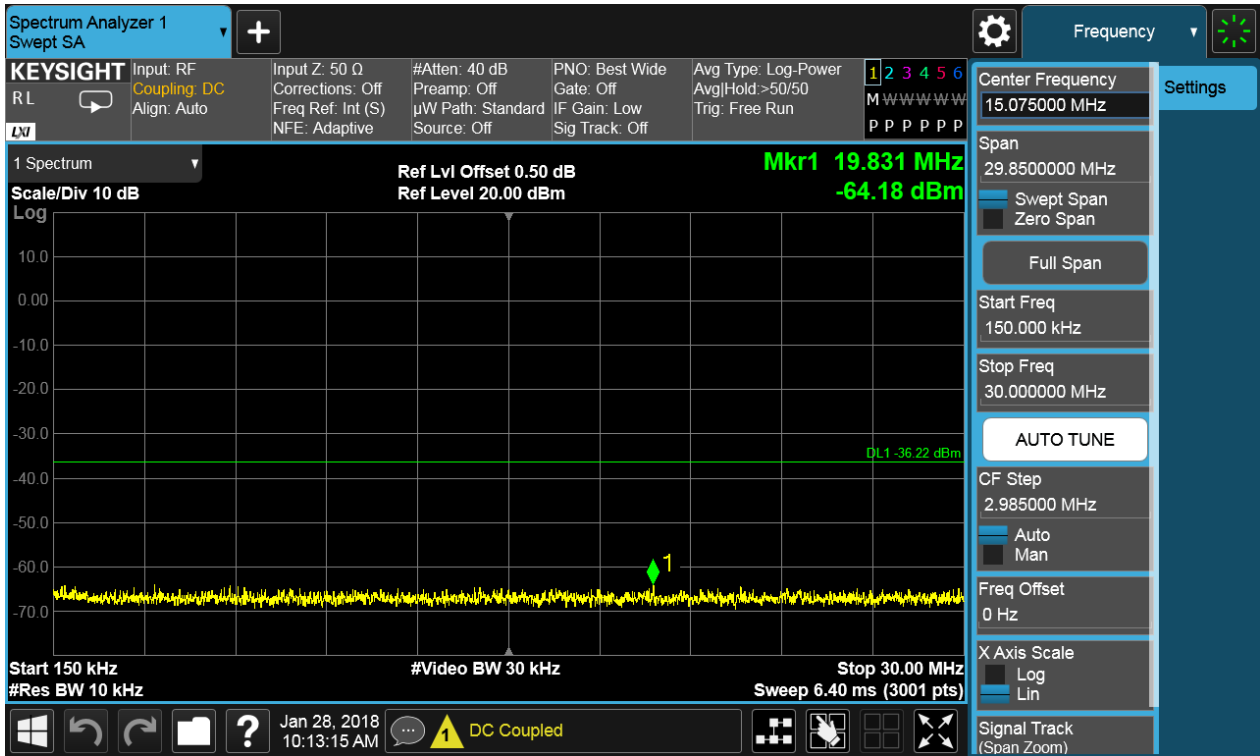 Spectrum Analyzer 1
Swept SA
+
Frequency
KEYSIGHT
R L
LXI
Input: RF
Coupling: DC
Align: Auto
Input Z: 50 Ω
Corrections: Off
Freq Ref: Int (S)
NFE: Adaptive
#Atten: 40 dB
Preamp: Off
µW Path: Standard
Source: Off
PNO: Best Wide
Gate: Off
IF Gain: Low
Sig Track: Off
Avg Type: Log-Power
Avg|Hold:>50/50
Trig: Free Run
1 2 3 4 5 6
M W W W W W
P P P P P P
1 Spectrum
Scale/Div 10 dB
Ref Lvl Offset 0.50 dB
Ref Level 20.00 dBm
Mkr1 19.831 MHz
-64.18 dBm
Log
10.0
0.00
-10.0
-20.0
-30.0
-40.0
-50.0
-60.0
-70.0
DL1 -36.22 dBm
1
Start 150 kHz
#Res BW 10 kHz
#Video BW 30 kHz
Stop 30.00 MHz
Sweep 6.40 ms (3001 pts)
Center Frequency
15.075000 MHz
Span
29.8500000 MHz
Swept Span
Zero Span
Full Span
Start Freq
150.000 kHz
Stop Freq
30.000000 MHz
AUTO TUNE
CF Step
2.985000 MHz
Auto
Man
Freq Offset
0 Hz
X Axis Scale
Log
Lin
Signal Track
(Span Zoom)
Settings
?
Jan 28, 2018
10:13:15 AM
1
DC Coupled